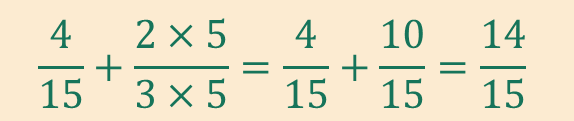 4/15 + (2 × 5)/(3 × 5) = 4/15 + 10/15 = 14/15